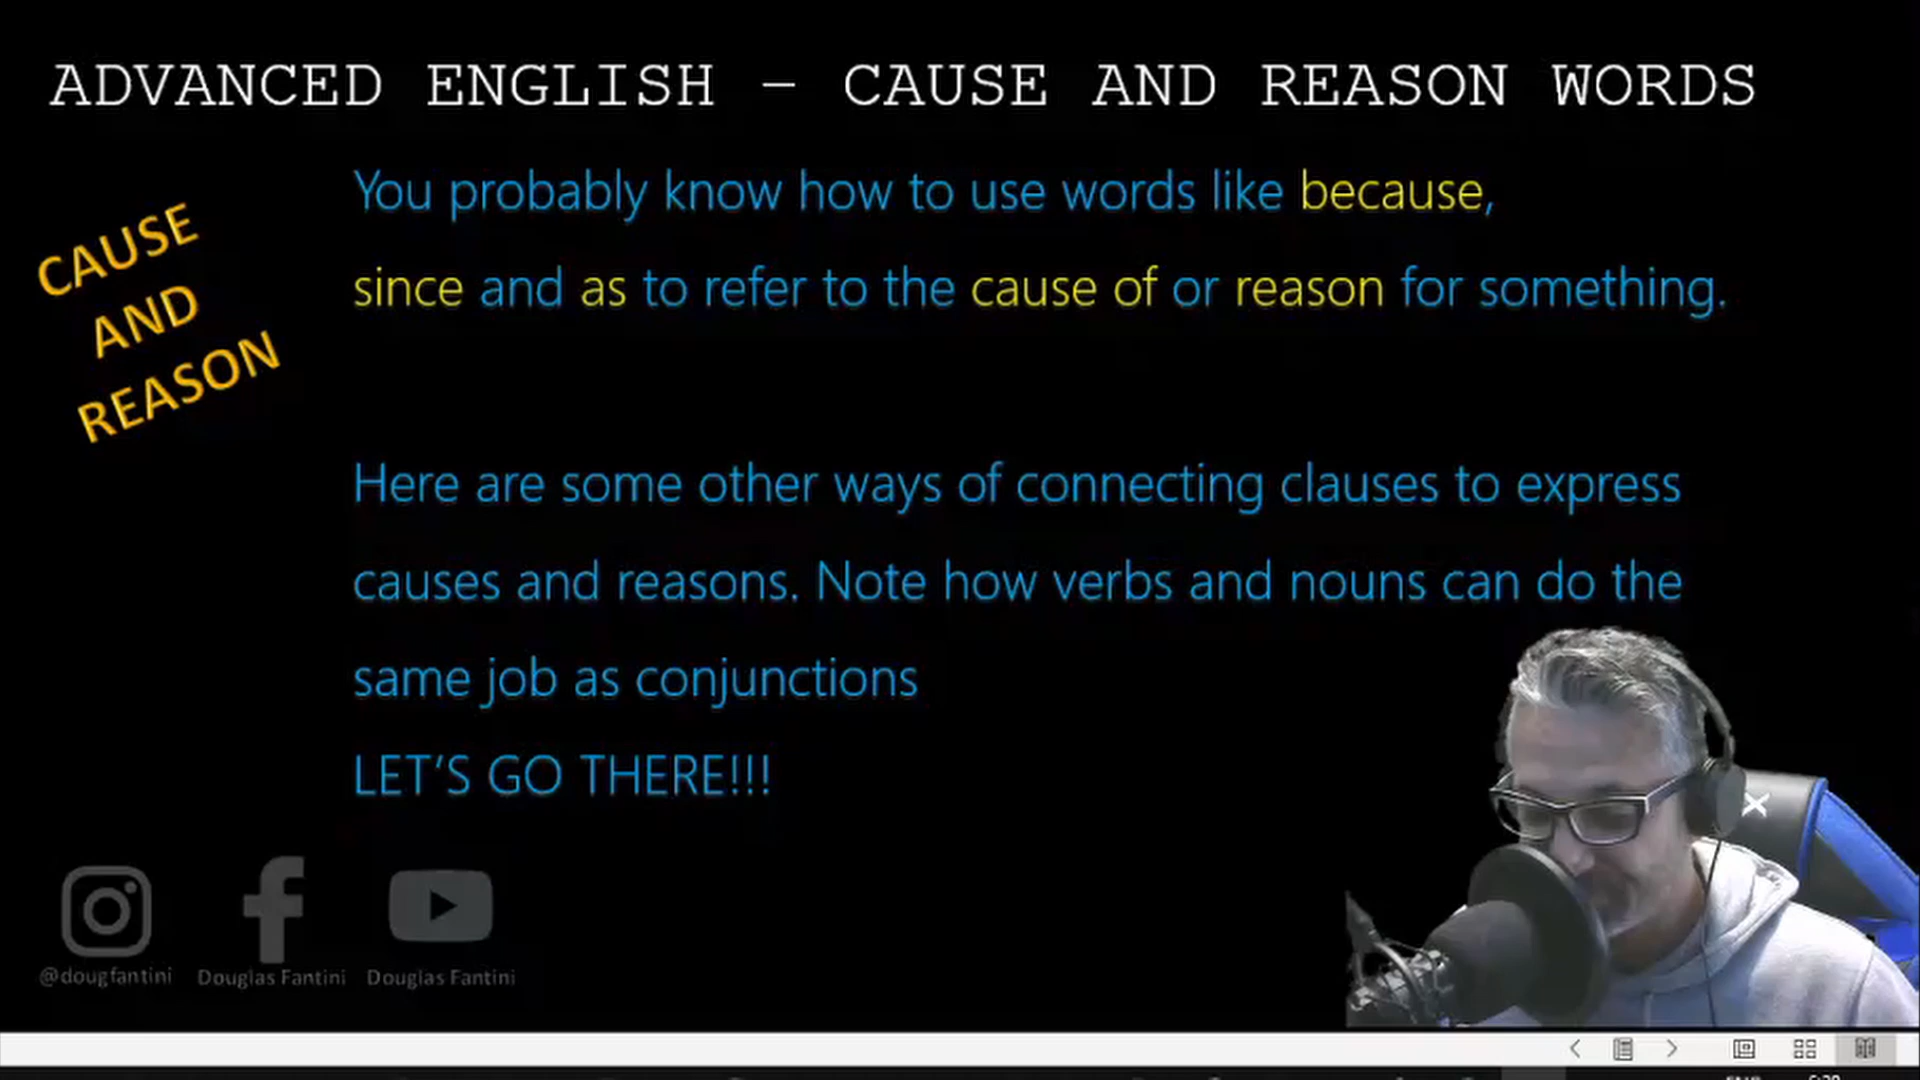 ADVANCED ENGLISH – CAUSE AND REASON WORDS
CAUSE
AND
REASON
You probably know how to use words like because,
since and as to refer to the cause of or reason for something.
Here are some other ways of connecting clauses to express
causes and reasons. Note how verbs and nouns can do the
same job as conjunctions
LET’S GO THERE!!!
@dougfantini
Douglas Fantini
Douglas Fantini